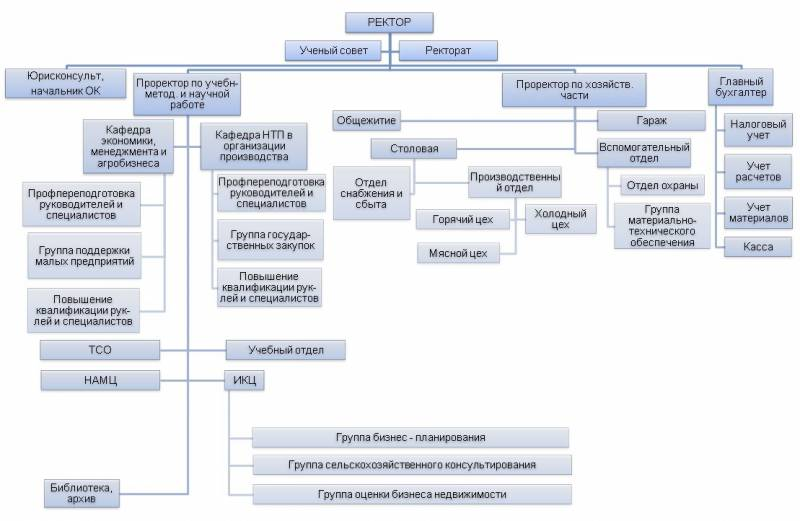 РЕКТОР
Ученый совет
Ректорат
Юрисконсульт,
начальник ОК
Проректор по учебн-
метод. и научной
работе
Проректор по хозяйств.
части
Главный
бухгалтер
Кафедра
экономики,
менеджмента и
агробизнеса
Профпереподготовка
руководителей и
специалистов
Группа поддержки
малых предприятий
Повышение
квалификации рук-
лей и специалистов
Кафедра НТП в
организации
производства
Профпереподготовка
руководителей и
специалистов
Группа государ-
ственных закупок
Повышение
квалификации рук-
лей и специалистов
Общежитие
Гараж
Столовая
Вспомогательный
отдел
Отдел
снабжения и
сбыта
Производственны
й отдел
Горячий цех
Холодный
цех
Мясной цех
Отдел охраны
Группа
материально-
технического
обеспечения
Налоговый
учет
Учет
расчетов
Учет
материалов
Касса
ТСО
Учебный отдел
НАМЦ
ИКЦ
Группа бизнес - планирования
Группа сельскохозяйственного консультирования
Группа оценки бизнеса недвижимости
Библиотека,
архив